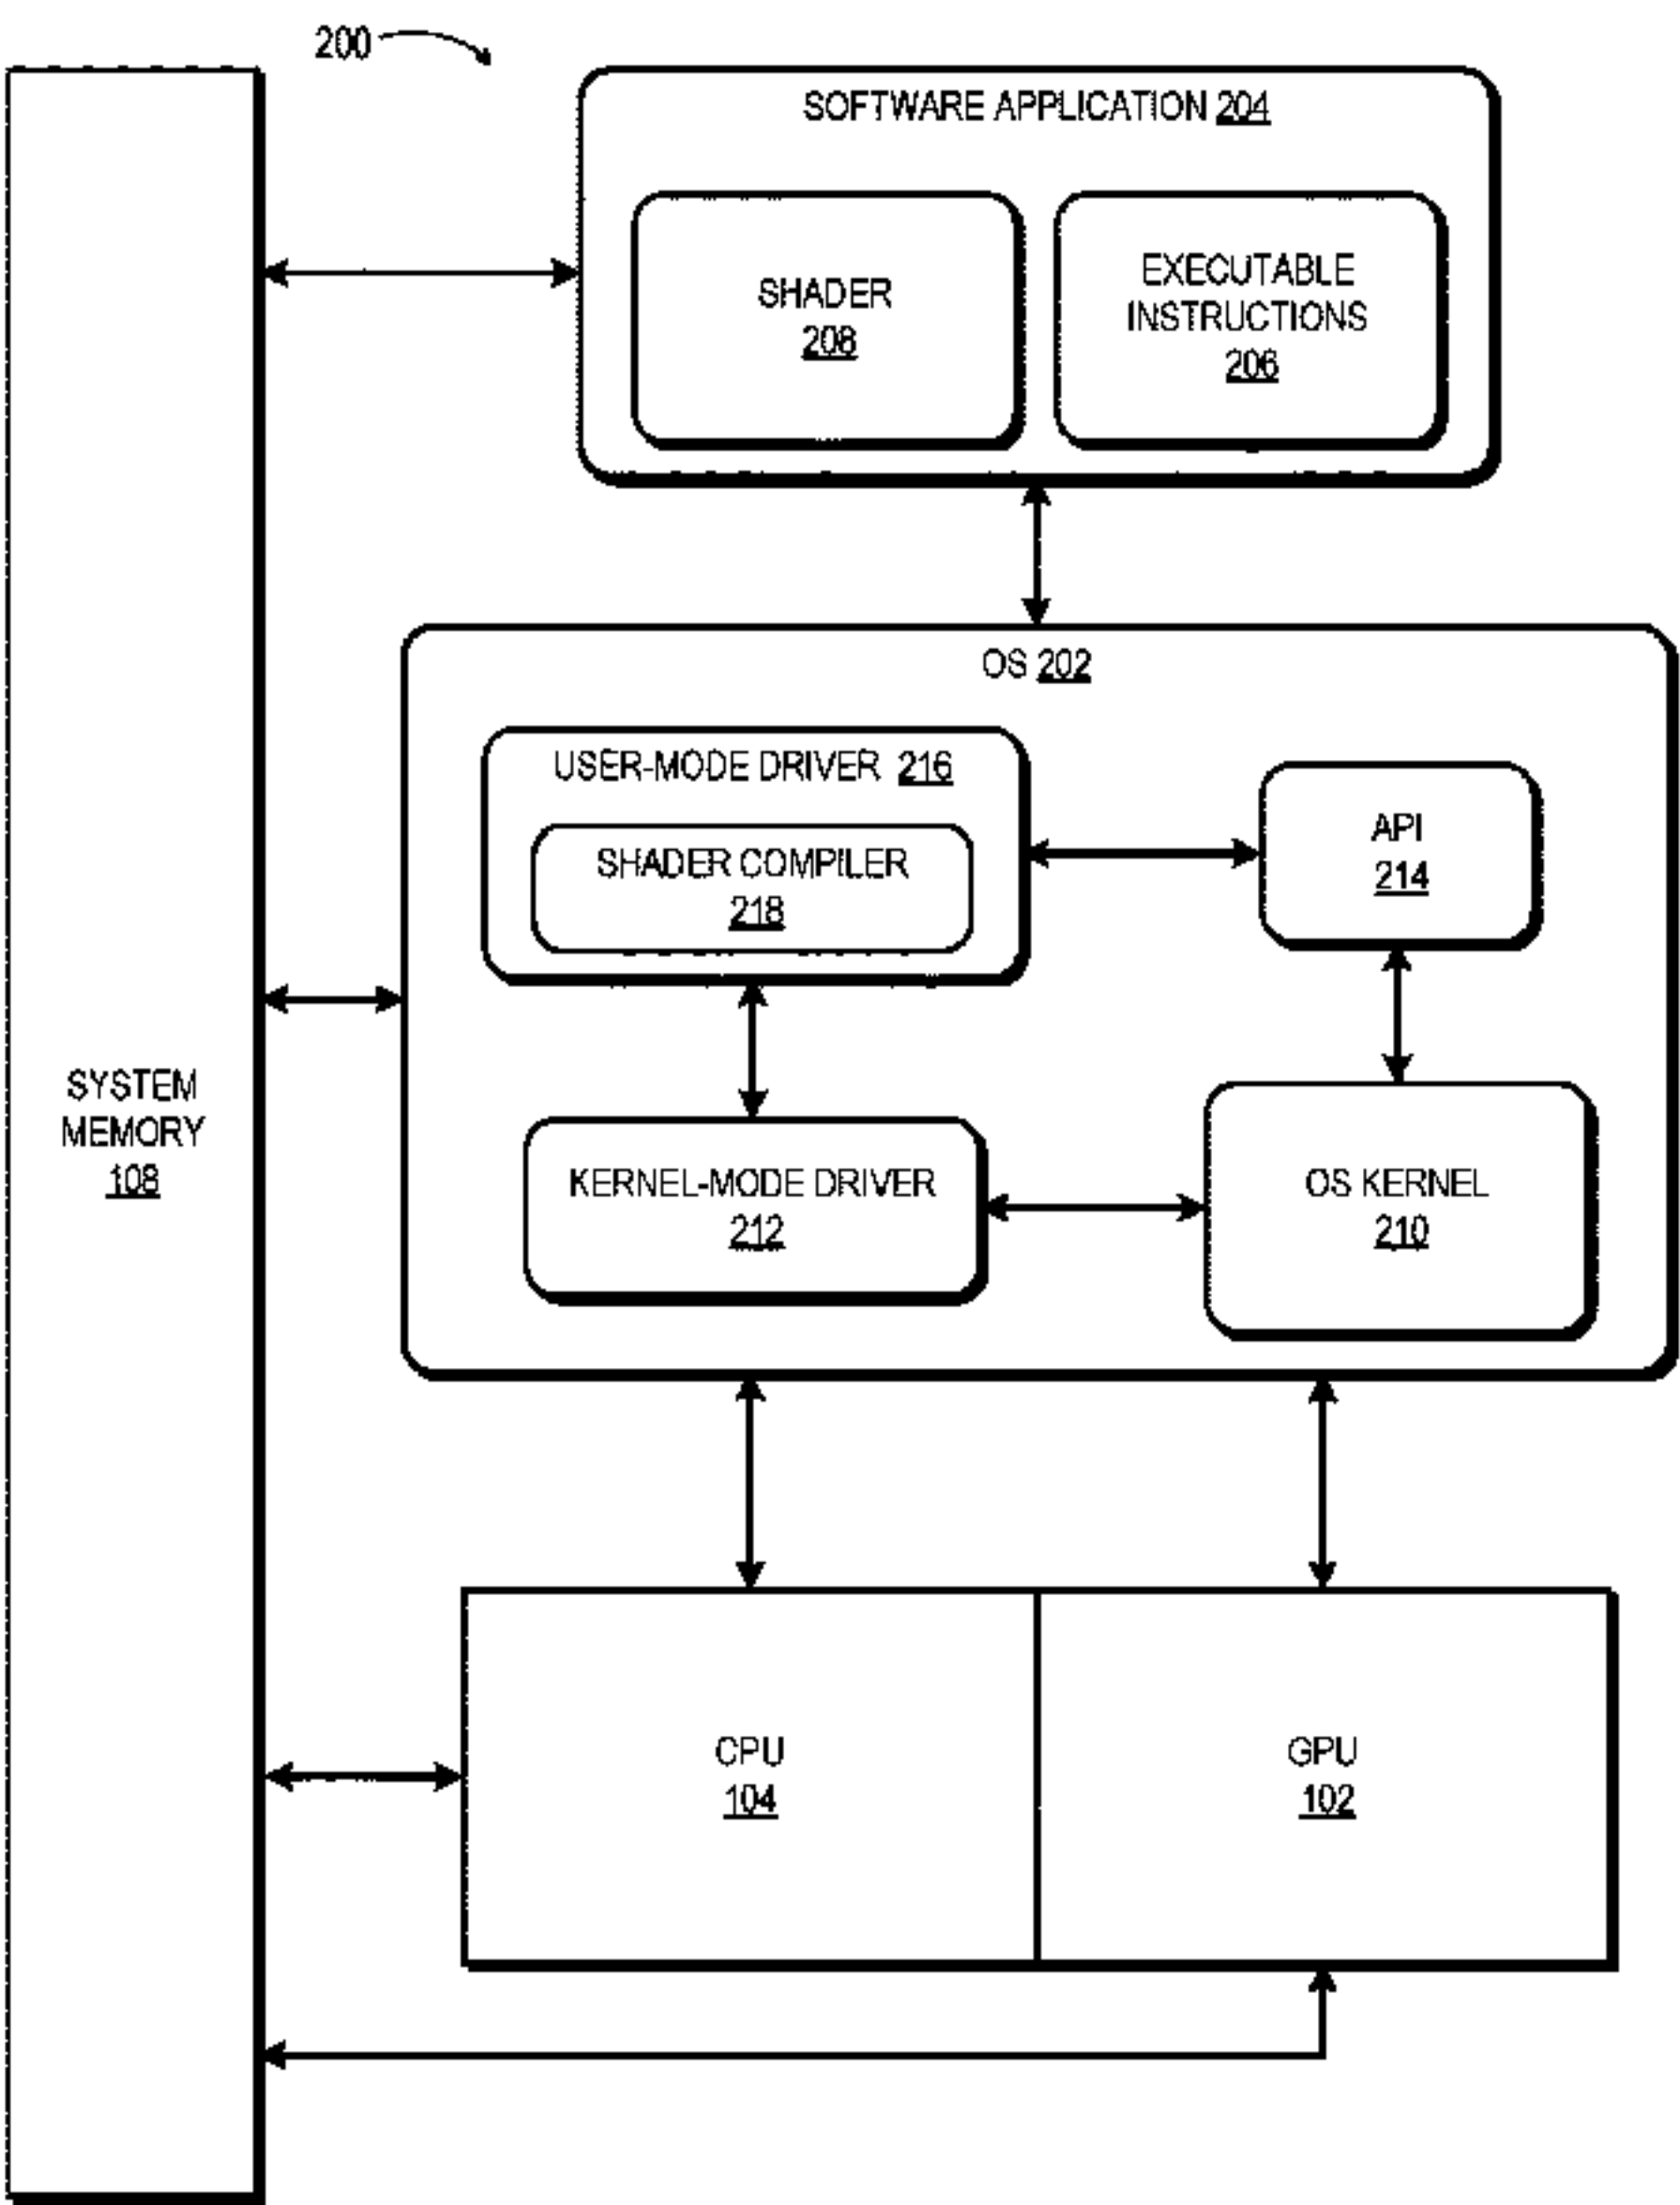 200
SOFTWARE APPLICATION 204
SHADER
208
EXECUTABLE
INSTRUCTIONS
206
OS 202
USER-MODE DRIVER 216
SHADER COMPILER
218
API
214
SYSTEM
MEMORY
108
KERNEL-MODE DRIVER
212
OS KERNEL
210
CPU
104
GPU
102